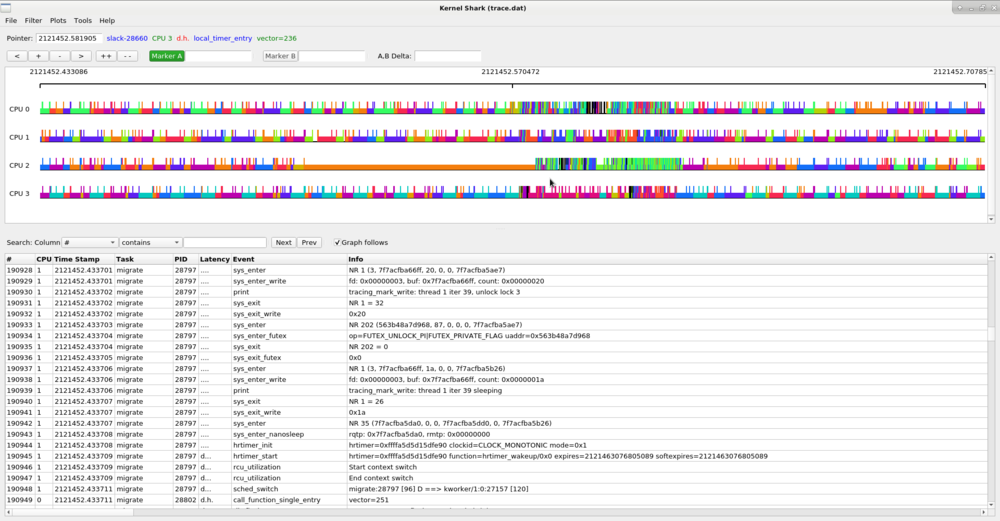 Kernel Shark (trace.dat)
File Filter Plots Tools Help
Pointer: 2121452.581905 slack-28660 CPU 3 d.h. local_timer_entry vector=236
< + - > ++ - - Marker A Marker B A,B Delta:
2121452.433086 2121452.570472 2121452.70785
CPU 0
CPU 1
CPU 2
CPU 3
Search: Column # contains Next Prev Graph follows
# CPU Time Stamp Task PID Latency Event Info
190928 1 2121452.433701 migrate 28797 .... sys_enter NR 1 (3, 7f7acfba66ff, 20, 0, 0, 7f7acfba5ae7)
190929 1 2121452.433701 migrate 28797 .... sys_enter_write fd: 0x00000003, buf: 0x7f7acfba66ff, count: 0x00000020
190930 1 2121452.433702 migrate 28797 .... print tracing_mark_write: thread 1 iter 39, unlock lock 3
190931 1 2121452.433702 migrate 28797 .... sys_exit NR 1 = 32
190932 1 2121452.433702 migrate 28797 .... sys_exit_write 0x20
190933 1 2121452.433703 migrate 28797 .... sys_enter NR 202 (563b48a7d968, 87, 0, 0, 0, 7f7acfba5ae7)
190934 1 2121452.433704 migrate 28797 .... sys_enter_futex op=FUTEX_UNLOCK_PI|FUTEX_PRIVATE_FLAG uaddr=0x563b48a7d968
190935 1 2121452.433704 migrate 28797 .... sys_exit NR 202 = 0
190936 1 2121452.433705 migrate 28797 .... sys_exit_futex 0x0
190937 1 2121452.433706 migrate 28797 .... sys_enter NR 1 (3, 7f7acfba66ff, 1a, 0, 0, 7f7acfba5b26)
190938 1 2121452.433706 migrate 28797 .... sys_enter_write fd: 0x00000003, buf: 0x7f7acfba66ff, count: 0x0000001a
190939 1 2121452.433706 migrate 28797 .... print tracing_mark_write: thread 1 iter 39 sleeping
190940 1 2121452.433707 migrate 28797 .... sys_exit NR 1 = 26
190941 1 2121452.433707 migrate 28797 .... sys_exit_write 0x1a
190942 1 2121452.433707 migrate 28797 .... sys_enter NR 35 (7f7acfba5da0, 0, 0, 7f7acfba5dd0, 0, 7f7acfba5b26)
190943 1 2121452.433708 migrate 28797 .... sys_enter_nanosleep rqtp: 0x7f7acfba5da0, rmtp: 0x00000000
190944 1 2121452.433708 migrate 28797 .... hrtimer_init hrtimer=0xffffa5d5d15dfe90 clockid=CLOCK_MONOTONIC mode=0x1
190945 1 2121452.433709 migrate 28797 d... hrtimer_start hrtimer=0xffffa5d5d15dfe90 function=hrtimer_wakeup/0x0 expires=2121463076805089 softexpires=2121463076805089
190946 1 2121452.433709 migrate 28797 d... rcu_utilization Start context switch
190947 1 2121452.433709 migrate 28797 d... rcu_utilization End context switch
190948 1 2121452.433711 migrate 28797 d... sched_switch migrate:28797 [96] D ==> kworker/1:0:27157 [120]
190949 0 2121452.433711 migrate 28802 d.h. call_function_single_entry vector=251